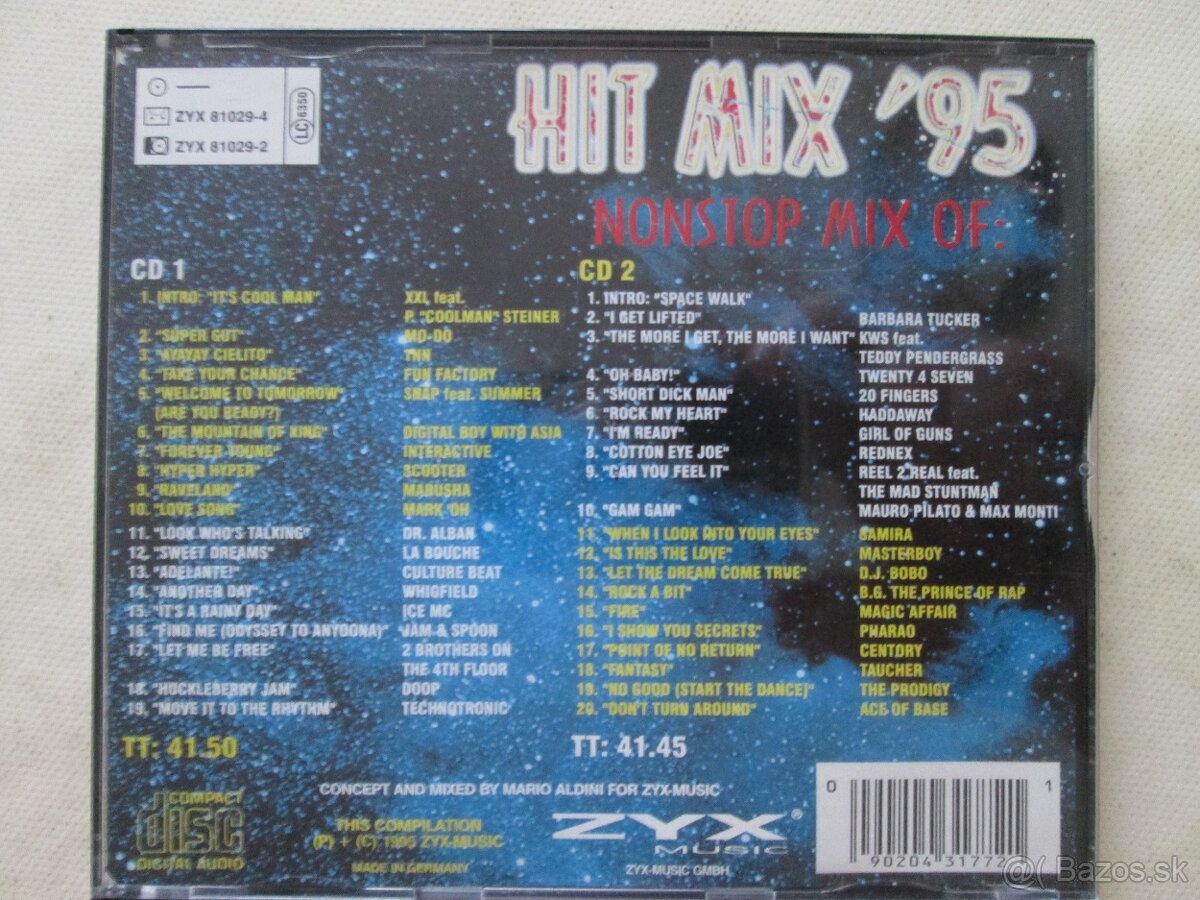 ZYX 81029-4
ZYX 81029-2
LC 6350
HIT MIX '95
NONSTOP MIX OF:
CD 1
1. INTRO: "IT'S COOL MAN" XXL feat.
P. "COOLMAN" STEINER
2. "SUPER GUT" MO-DO
3. "AYAYAY CIELITO" TNN
4. "TAKE YOUR CHANCE" FUN FACTORY
5. "WELCOME TO TOMORROW" SNAP feat. SUMMER
(ARE YOU READY?)
6. "THE MOUNTAIN OF KING" DIGITAL BOY WITH ASIA
7. "FOREVER YOUNG" INTERACTIVE
8. "HYPER HYPER" SCOOTER
9. "RAVELAND" MARUSHA
10. "LOVE SONG" MARK 'OH
11. "LOOK WHO'S TALKING" DR. ALBAN
12. "SWEET DREAMS" LA BOUCHE
13. "ADELANTE!" CULTURE BEAT
14. "ANOTHER DAY" WHIGFIELD
15. "IT'S A RAINY DAY" ICE MC
16. "FIND ME (ODYSSEY TO ANYOONA)" JAM & SPOON
17. "LET ME BE FREE" 2 BROTHERS ON
THE 4TH FLOOR
18. "HUCKLEBERRY JAM" DOOP
19. "MOVE IT TO THE RHYTHM" TECHNOTRONIC
TT: 41.50
CD 2
1. INTRO: "SPACE WALK"
2. "I GET LIFTED" BARBARA TUCKER
3. "THE MORE I GET, THE MORE I WANT" KWS feat.
TEDDY PENDERGRASS
4. "OH BABY!" TWENTY 4 SEVEN
5. "SHORT DICK MAN" 20 FINGERS
6. "ROCK MY HEART" HADDAWAY
7. "I'M READY" GIRL OF GUNS
8. "COTTON EYE JOE" REDNEX
9. "CAN YOU FEEL IT" REEL 2 REAL feat.
THE MAD STUNTMAN
10. "GAM GAM" MAURO PILATO & MAX MONTI
11. "WHEN I LOOK INTO YOUR EYES" SAMIRA
12. "IS THIS THE LOVE" MASTERBOY
13. "LET THE DREAM COME TRUE" D.J. BOBO
14. "ROCK A BIT" B.G. THE PRINCE OF RAP
15. "FIRE" MAGIC AFFAIR
16. "I SHOW YOU SECRETS" PHARAO
17. "POINT OF NO RETURN" CENTORY
18. "FANTASY" TAUCHER
19. "NO GOOD (START THE DANCE)" THE PRODIGY
20. "DON'T TURN AROUND" ACE OF BASE
TT: 41.45
CONCEPT AND MIXED BY MARIO ALDINI FOR ZYX-MUSIC
COMPACT
disc
DIGITAL AUDIO
THIS COMPILATION
(P) + (C) 1995 ZYX-MUSIC
MADE IN GERMANY
ZYX®
MUSIC
ZYX-MUSIC GMBH
0 1
90204 31772
@( Bazos.sk